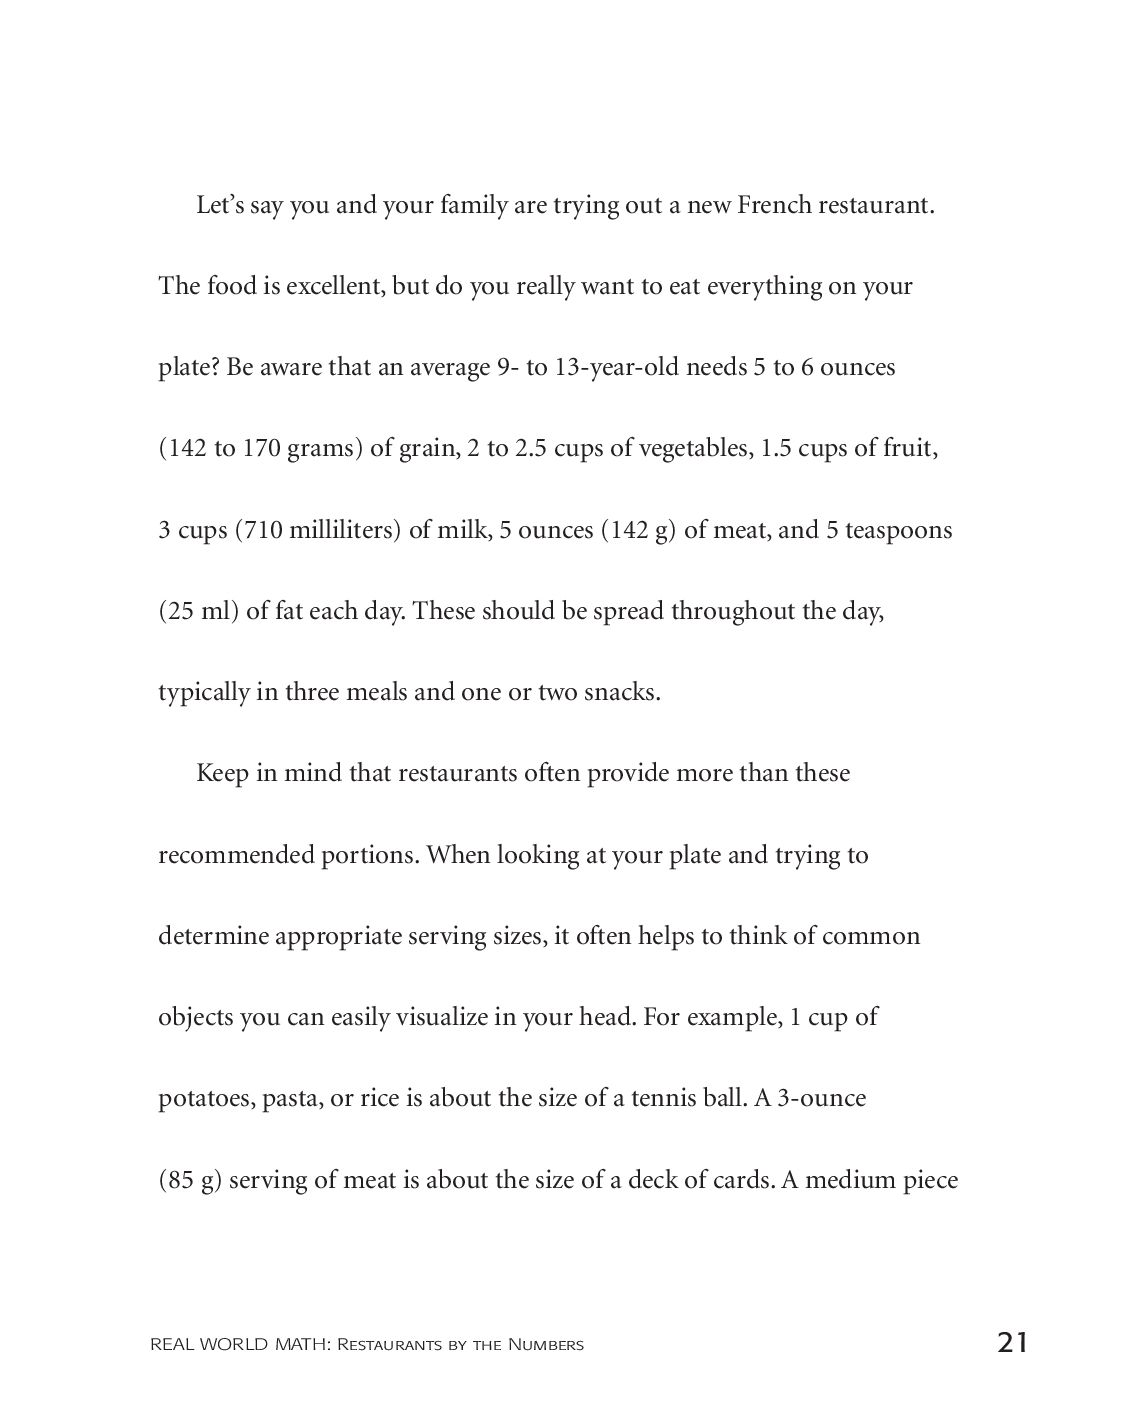 Let’s say you and your family are trying out a new French restaurant.
The food is excellent, but do you really want to eat everything on your
plate? Be aware that an average 9- to 13-year-old needs 5 to 6 ounces
(142 to 170 grams) of grain, 2 to 2.5 cups of vegetables, 1.5 cups of fruit,
3 cups (710 milliliters) of milk, 5 ounces (142 g) of meat, and 5 teaspoons
(25 ml) of fat each day. These should be spread throughout the day,
typically in three meals and one or two snacks.
Keep in mind that restaurants often provide more than these
recommended portions. When looking at your plate and trying to
determine appropriate serving sizes, it often helps to think of common
objects you can easily visualize in your head. For example, 1 cup of
potatoes, pasta, or rice is about the size of a tennis ball. A 3-ounce
(85 g) serving of meat is about the size of a deck of cards. A medium piece
REAL WORLD MATH: Restaurants by the Numbers
21